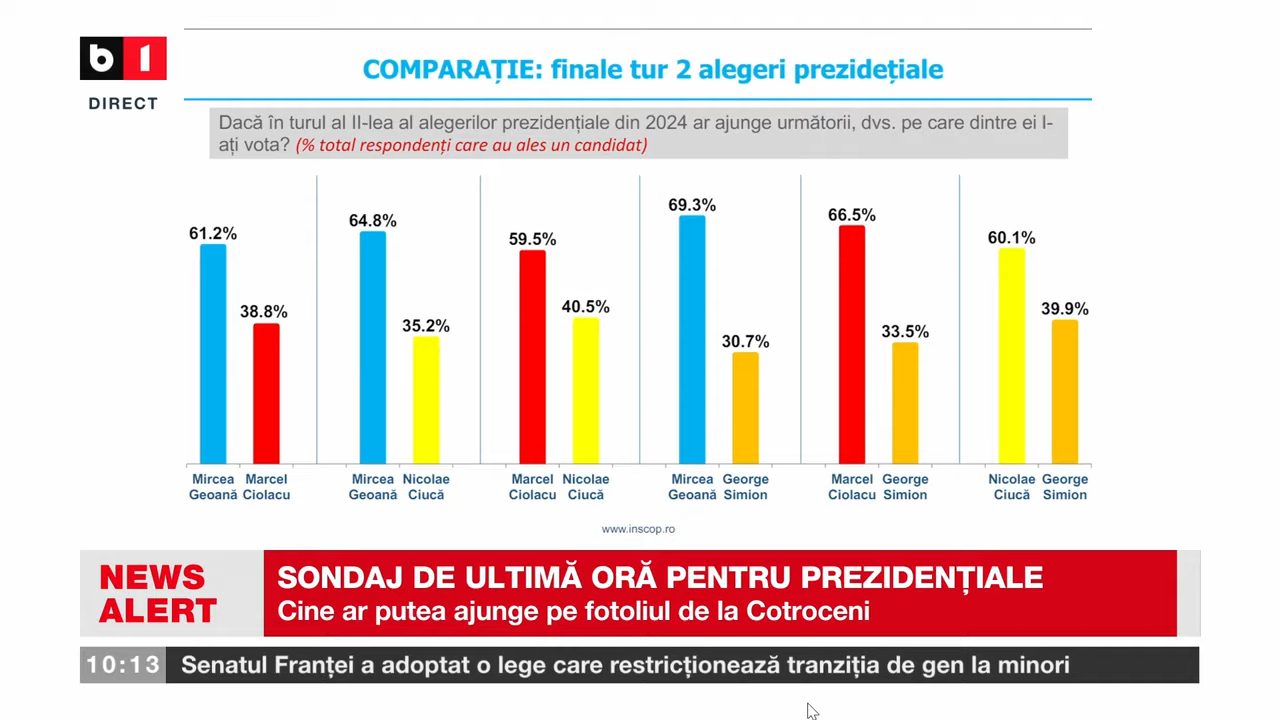 b1
DIRECT
COMPARAȚIE: finale tur 2 alegeri prezidețiale
Dacă în turul al II-lea al alegerilor prezidențiale din 2024 ar ajunge următorii, dvs. pe care dintre ei l-
ați vota? (% total respondenți care au ales un candidat)
61.2%
38.8%
64.8%
35.2%
59.5%
40.5%
69.3%
30.7%
66.5%
33.5%
60.1%
39.9%
Mircea Geoană
Marcel Ciolacu
Mircea Geoană
Nicolae Ciucă
Marcel Ciolacu
Nicolae Ciucă
Mircea Geoană
George Simion
Marcel Ciolacu
George Simion
Nicolae Ciucă
George Simion
www.inscop.ro
NEWS ALERT
SONDAJ DE ULTIMĂ ORĂ PENTRU PREZIDENȚIALE
Cine ar putea ajunge pe fotoliul de la Cotroceni
10:13 Senatul Franței a adoptat o lege care restricționează tranziția de gen la minori